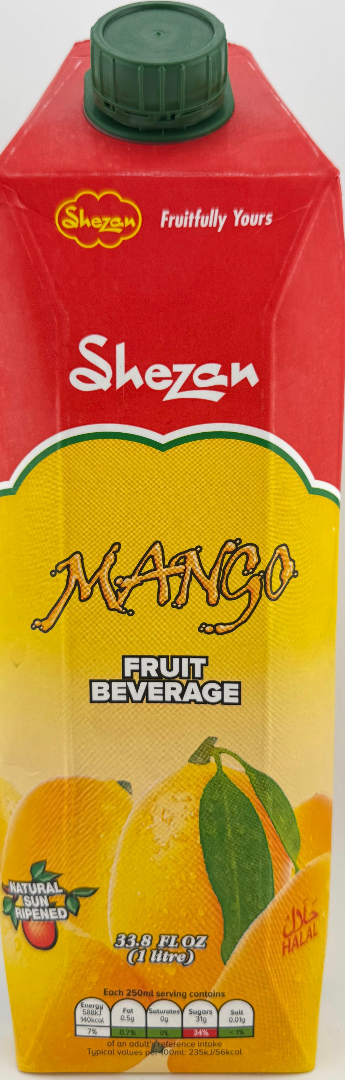 Shezan
Fruitfully Yours
Shezan
MANGO
FRUIT
BEVERAGE
NATURAL
SUN
RIPENED
حلال
HALAL
33.8 FL OZ
(1 litre)
Each 250ml serving contains
Energy Fat Saturates Sugars Salt
588KJ 0.5g 0g 31g 0.01g
140kcal
7% 0.7% 0% 34% <1%
of an adult's reference intake
Typical values per 100ml: 235kJ/56kcal